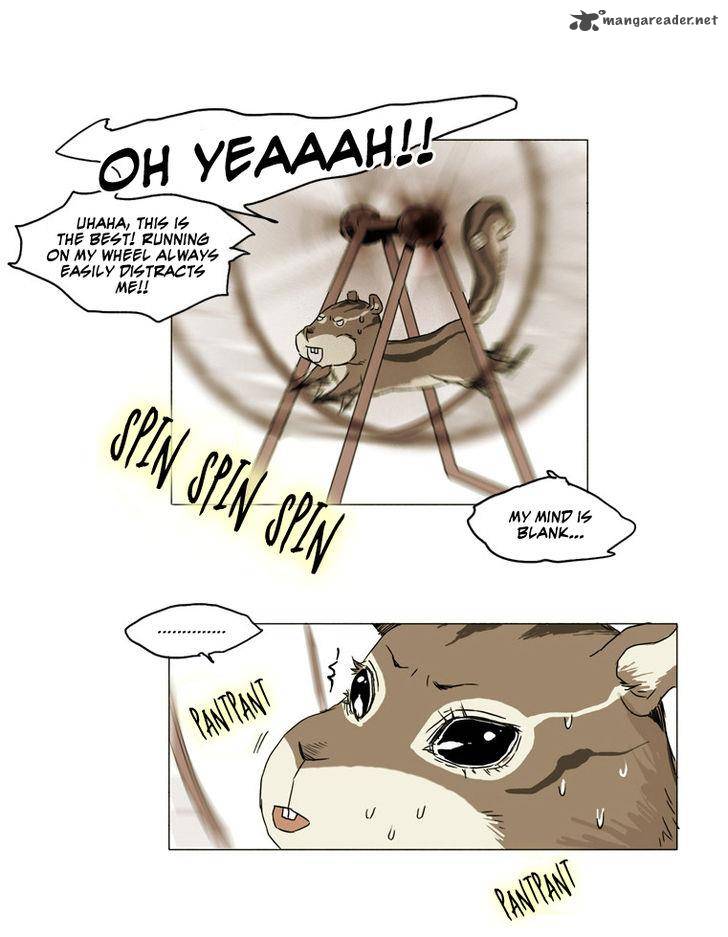 mangareader.net
OH YEAAAH!!
UHAHA, THIS IS
THE BEST! RUNNING
ON MY WHEEL ALWAYS
EASILY DISTRACTS
ME!!
SPIN SPIN SPIN
MY MIND IS
BLANK...
..............
PANTPANT
PANTPANT